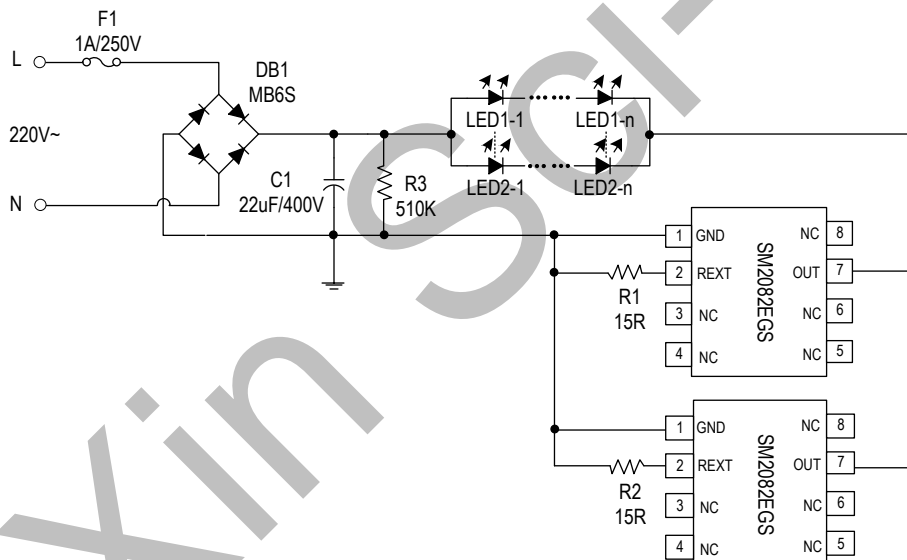 F1
1A/250V
L
DB1
MB6S
220V~
N
C1
22uF/400V
R3
510K
LED1-1
LED1-n
LED2-1
LED2-n
1 GND
2 REXT
3 NC
4 NC
SM2082EGS
NC 8
OUT 7
NC 6
NC 5
R1
15R
1 GND
2 REXT
3 NC
4 NC
SM2082EGS
NC 8
OUT 7
NC 6
NC 5
R2
15R
Xin Sci-